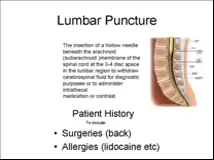 Lumbar Puncture
The insertion of a hollow needle
beneath the arachnoid
(subarachnoid )membrane of the
spinal cord at the 3-4 disc space
in the lumbar region to withdraw
cerebrospinal fluid for diagnostic
purposes or to administer
intrathecal
medication or contrast
Patient History
To include:
• Surgeries (back)
• Allergies (lidocaine etc)